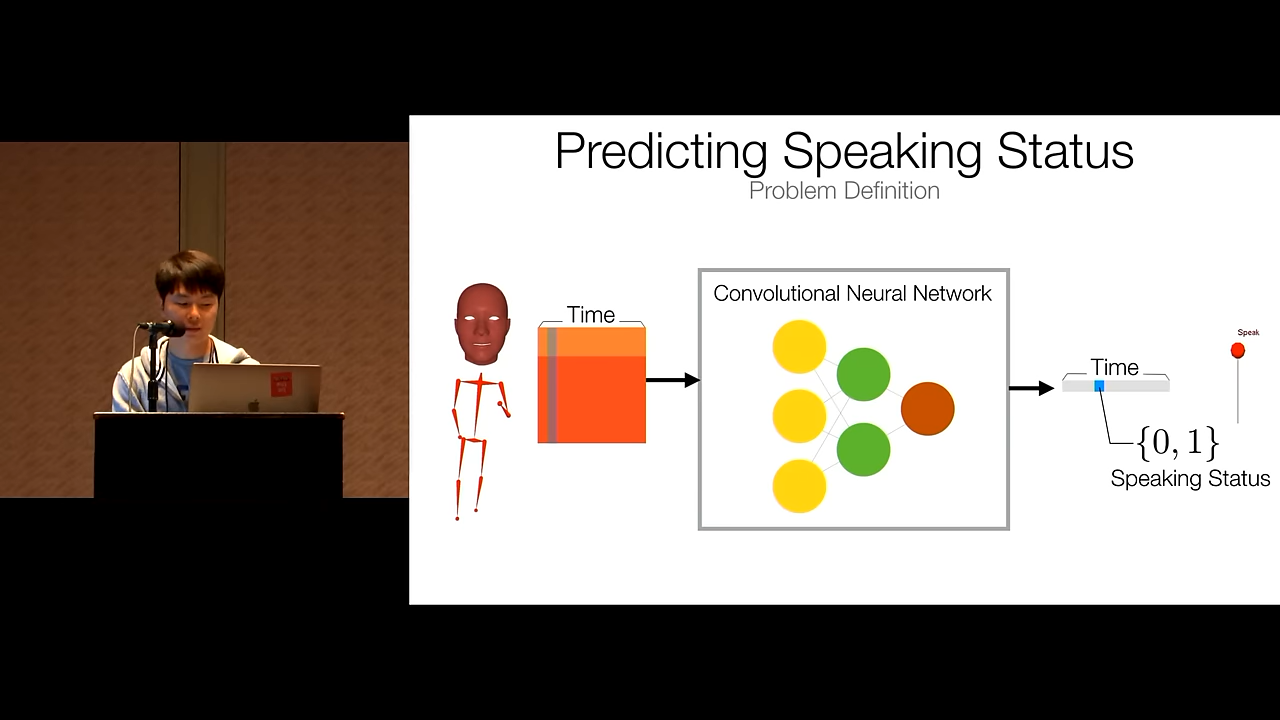 Predicting Speaking Status
Problem Definition
Time
Convolutional Neural Network
Time
{0, 1}
Speaking Status
Speak